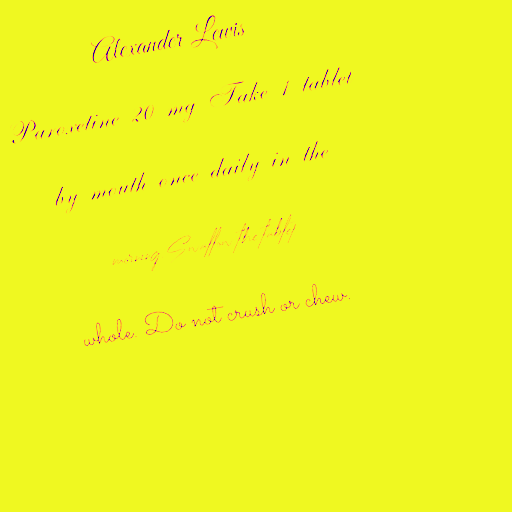 Alexander Lewis
Paroxetine 20 mg Take 1 tablet
by mouth once daily in the
whole. Do not crush or chew.